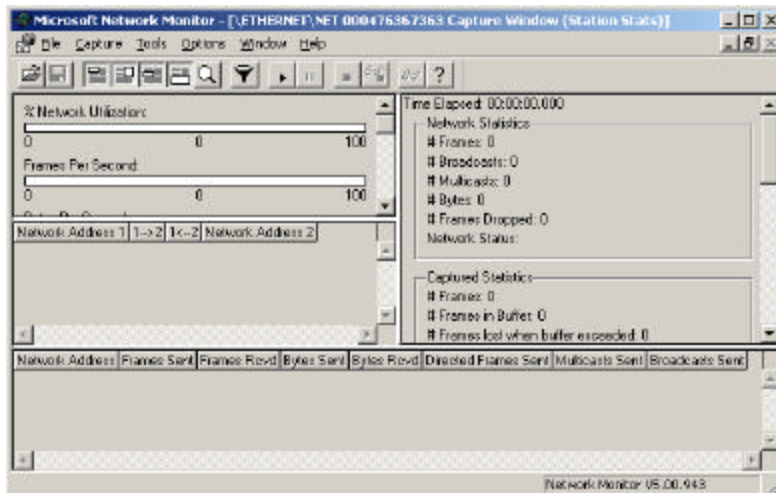 Microsoft Network Monitor - [\ETHERNET\NET 000476367363 Capture Window (Station Stats)]
File Capture Tools Options Window Help
% Network Utilization:
0 0 100
Frames Per Second:
0 0 100
Network Address 1 1-->2 1<--2 Network Address 2
Time Elapsed: 00:00:00.000
Network Statistics
# Frames: 0
# Broadcasts: 0
# Multicasts: 0
# Bytes: 0
# Frames Dropped: 0
Network Status:
Captured Statistics
# Frames: 0
# Frames in Buffer: 0
# Frames lost when buffer exceeded: 0
Network Address Frames Sent Frames Rcvd Bytes Sent Bytes Rcvd Directed Frames Sent Multicasts Sent Broadcasts Sent
Network Monitor V5.00.943